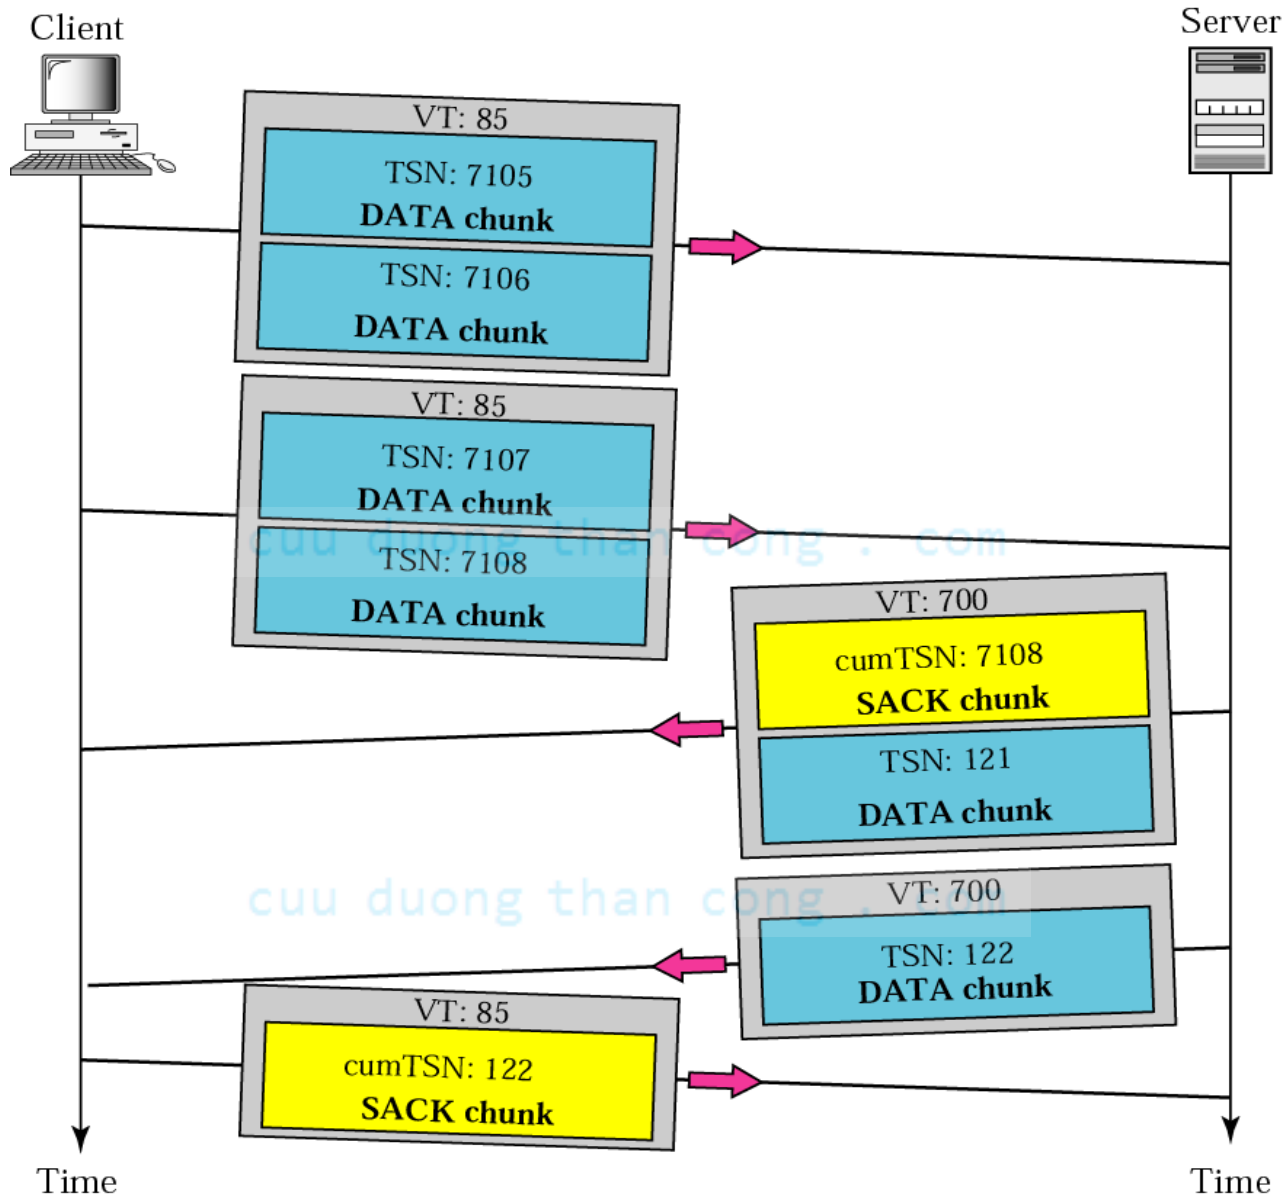 Client
Server
VT: 85
TSN: 7105
DATA chunk
TSN: 7106
DATA chunk
VT: 85
TSN: 7107
DATA chunk
cuu duong than cong . com
TSN: 7108
DATA chunk
VT: 700
cumTSN: 7108
SACK chunk
TSN: 121
DATA chunk
VT: 700
cuu duong than cong . com
TSN: 122
DATA chunk
VT: 85
cumTSN: 122
SACK chunk
Time
Time